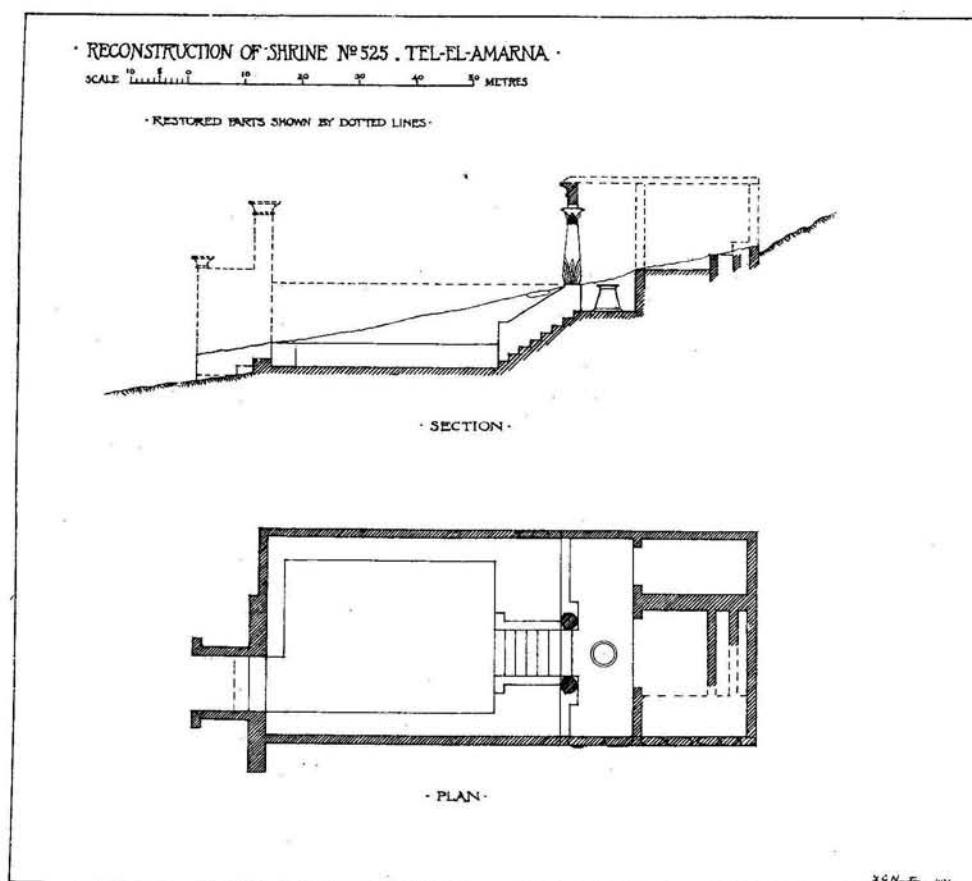 · RECONSTRUCTION OF SHRINE Nº 525 . TEL-EL-AMARNA ·
SCALE 10 5 0 10 20 30 40 50 METRES
· RESTORED PARTS SHOWN BY DOTTED LINES ·
· SECTION ·
· PLAN ·